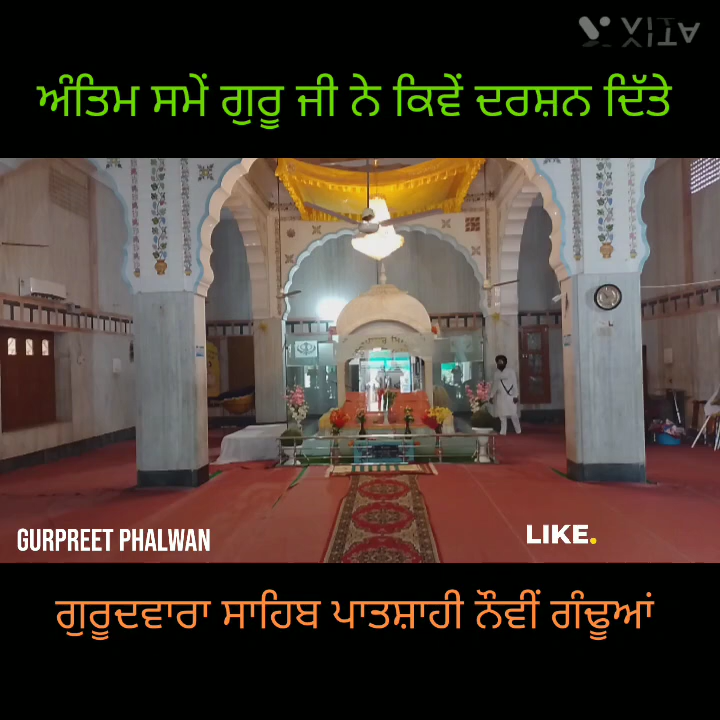 ਅੰਤਿਮ ਸਮੇਂ ਗੁਰੂ ਜੀ ਨੇ ਕਿਵੇਂ ਦਰਸ਼ਨ ਦਿੱਤੇ
GURPREET PHALWAN
LIKE.
ਗੁਰੂਦਵਾਰਾ ਸਾਹਿਬ ਪਾਤਸ਼ਾਹੀ ਨੌਵੀਂ ਗੰਢੂਆਂ